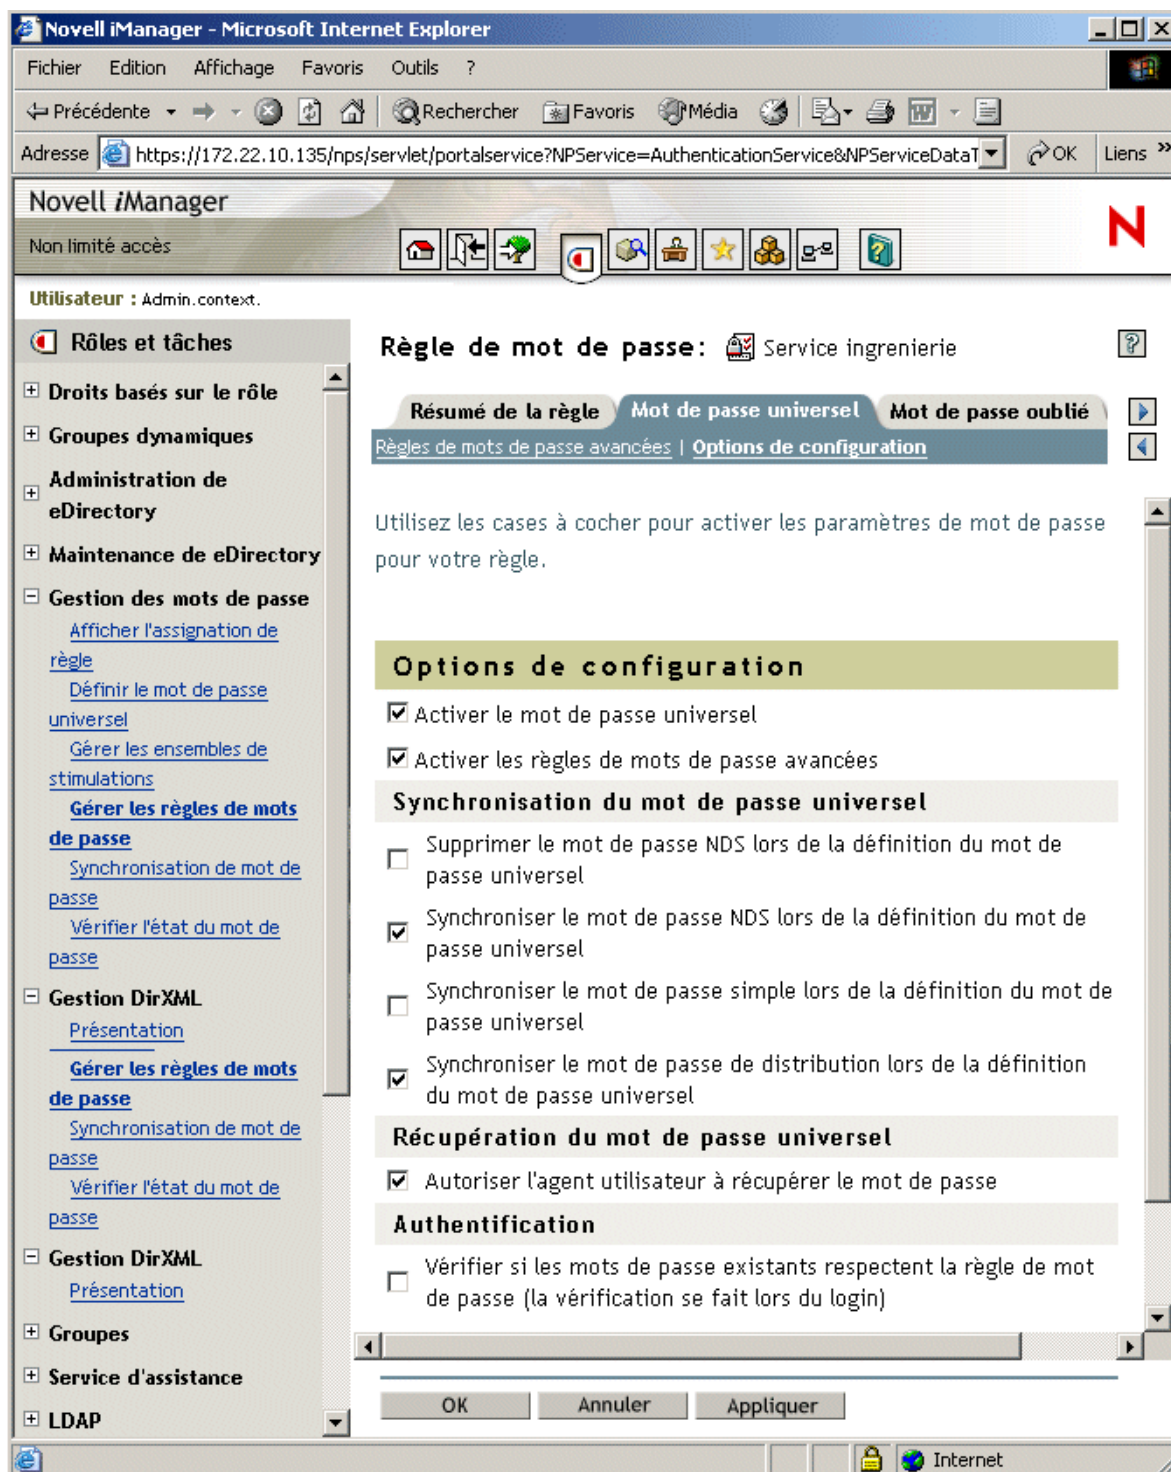 Novell iManager - Microsoft Internet Explorer
Fichier Edition Affichage Favoris Outils ?
Précédente Rechercher Favoris Média
Adresse https://172.22.10.135/nps/servlet/portalservice?NPService=AuthenticationService&NPServiceDataT OK Liens »
Novell iManager
Non limité accès
N
Utilisateur : Admin.context.
Rôles et tâches
Droits basés sur le rôle
Groupes dynamiques
Administration de
eDirectory
Maintenance de eDirectory
Gestion des mots de passe
Afficher l'assignation de
règle
Définir le mot de passe
universel
Gérer les ensembles de
stimulations
Gérer les règles de mots
de passe
Synchronisation de mot de
passe
Vérifier l'état du mot de
passe
Gestion DirXML
Présentation
Gérer les règles de mots
de passe
Synchronisation de mot de
passe
Vérifier l'état du mot de
passe
Gestion DirXML
Présentation
Groupes
Service d'assistance
LDAP
Règle de mot de passe: Service ingrenierie
?
Résumé de la règle Mot de passe universel Mot de passe oublié
Règles de mots de passe avancées | Options de configuration
Utilisez les cases à cocher pour activer les paramètres de mot de passe
pour votre règle.
Options de configuration
Activer le mot de passe universel
Activer les règles de mots de passe avancées
Synchronisation du mot de passe universel
Supprimer le mot de passe NDS lors de la définition du mot de
passe universel
Synchroniser le mot de passe NDS lors de la définition du mot de
passe universel
Synchroniser le mot de passe simple lors de la définition du mot de
passe universel
Synchroniser le mot de passe de distribution lors de la définition
du mot de passe universel
Récupération du mot de passe universel
Autoriser l'agent utilisateur à récupérer le mot de passe
Authentification
Vérifier si les mots de passe existants respectent la règle de mot
de passe (la vérification se fait lors du login)
OK Annuler Appliquer
Internet